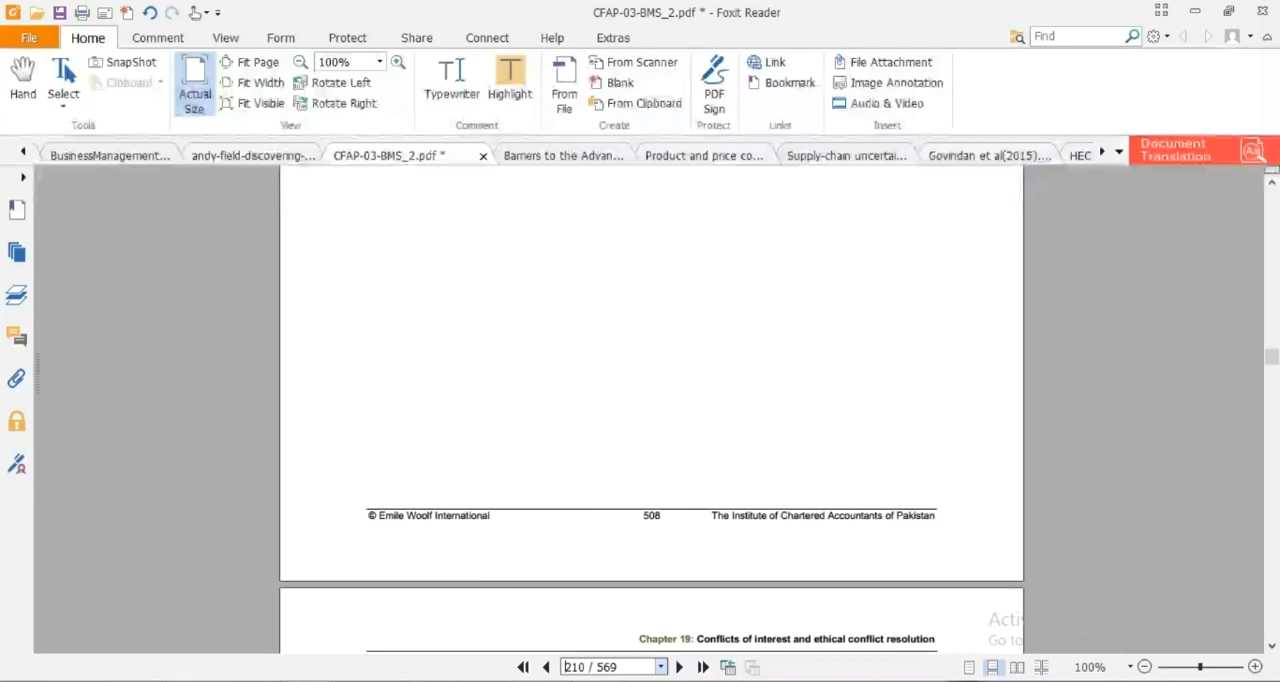 CFAP-03-BMS_2.pdf * - Foxit Reader
File Home Comment View Form Protect Share Connect Help Extras Find
Hand Select SnapShot Clipboard Actual Size Fit Page Fit Width Fit Visible 100% Rotate Left Rotate Right Typewriter Highlight From File From Scanner Blank From Clipboard PDF Sign Link Bookmark File Attachment Image Annotation Audio & Video
Tools View Comment Create Protect Links Insert
BusinessManagement... andy-field-discovering-... CFAP-03-BMS_2.pdf * Barriers to the Advan... Product and price co... Supply-chain uncertai... Govindan et al(2015).... HEC Document Translation
© Emile Woolf International 508 The Institute of Chartered Accountants of Pakistan
Acti
Chapter 19: Conflicts of interest and ethical conflict resolution
Go to
210 / 569 100%